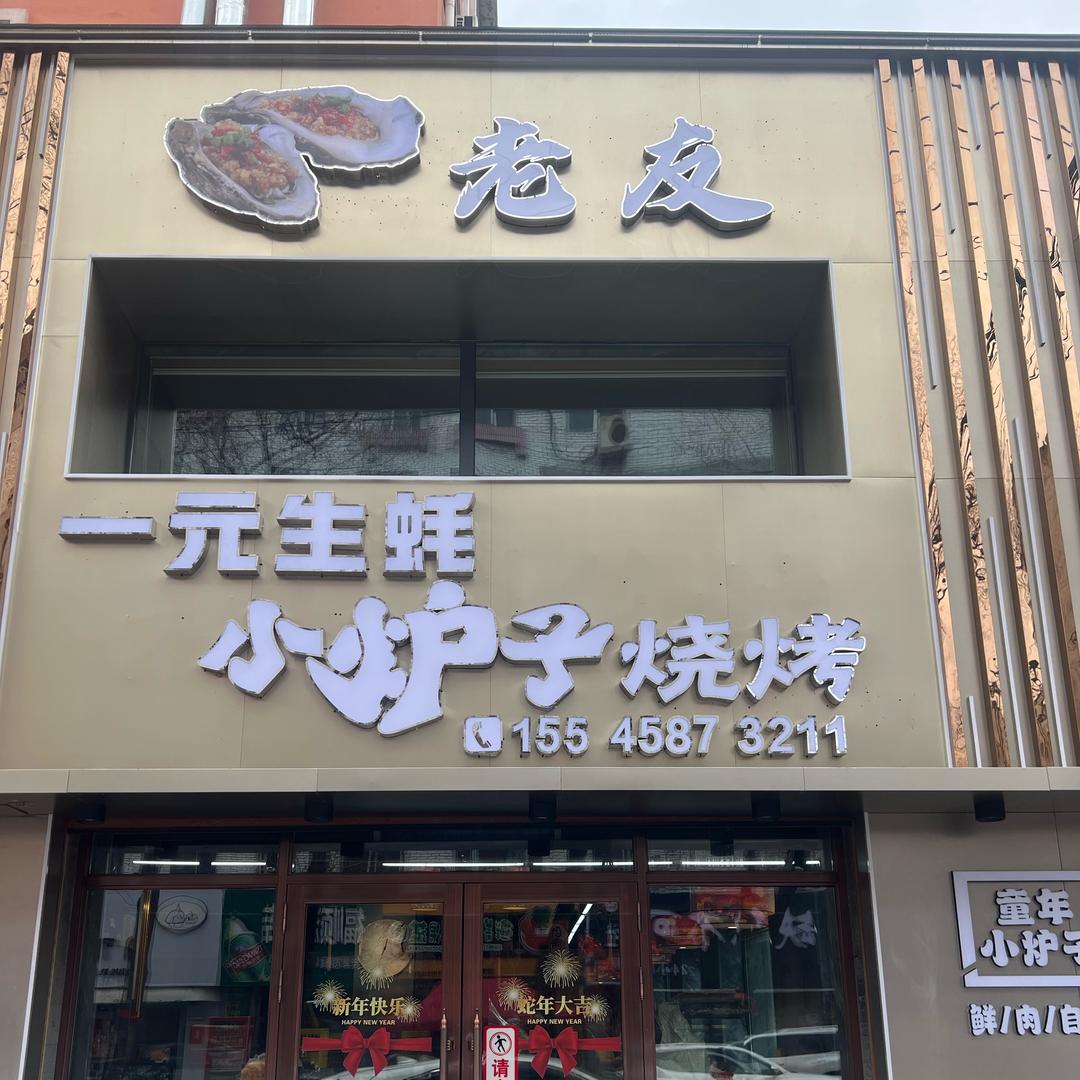 老友
一元生蚝
小炉子烧烤
155 4587 3211
童年
小炉子
鲜/肉/自
新年快乐
HAPPY NEW YEAR
蛇年大吉
HAPPY NEW YEAR
请